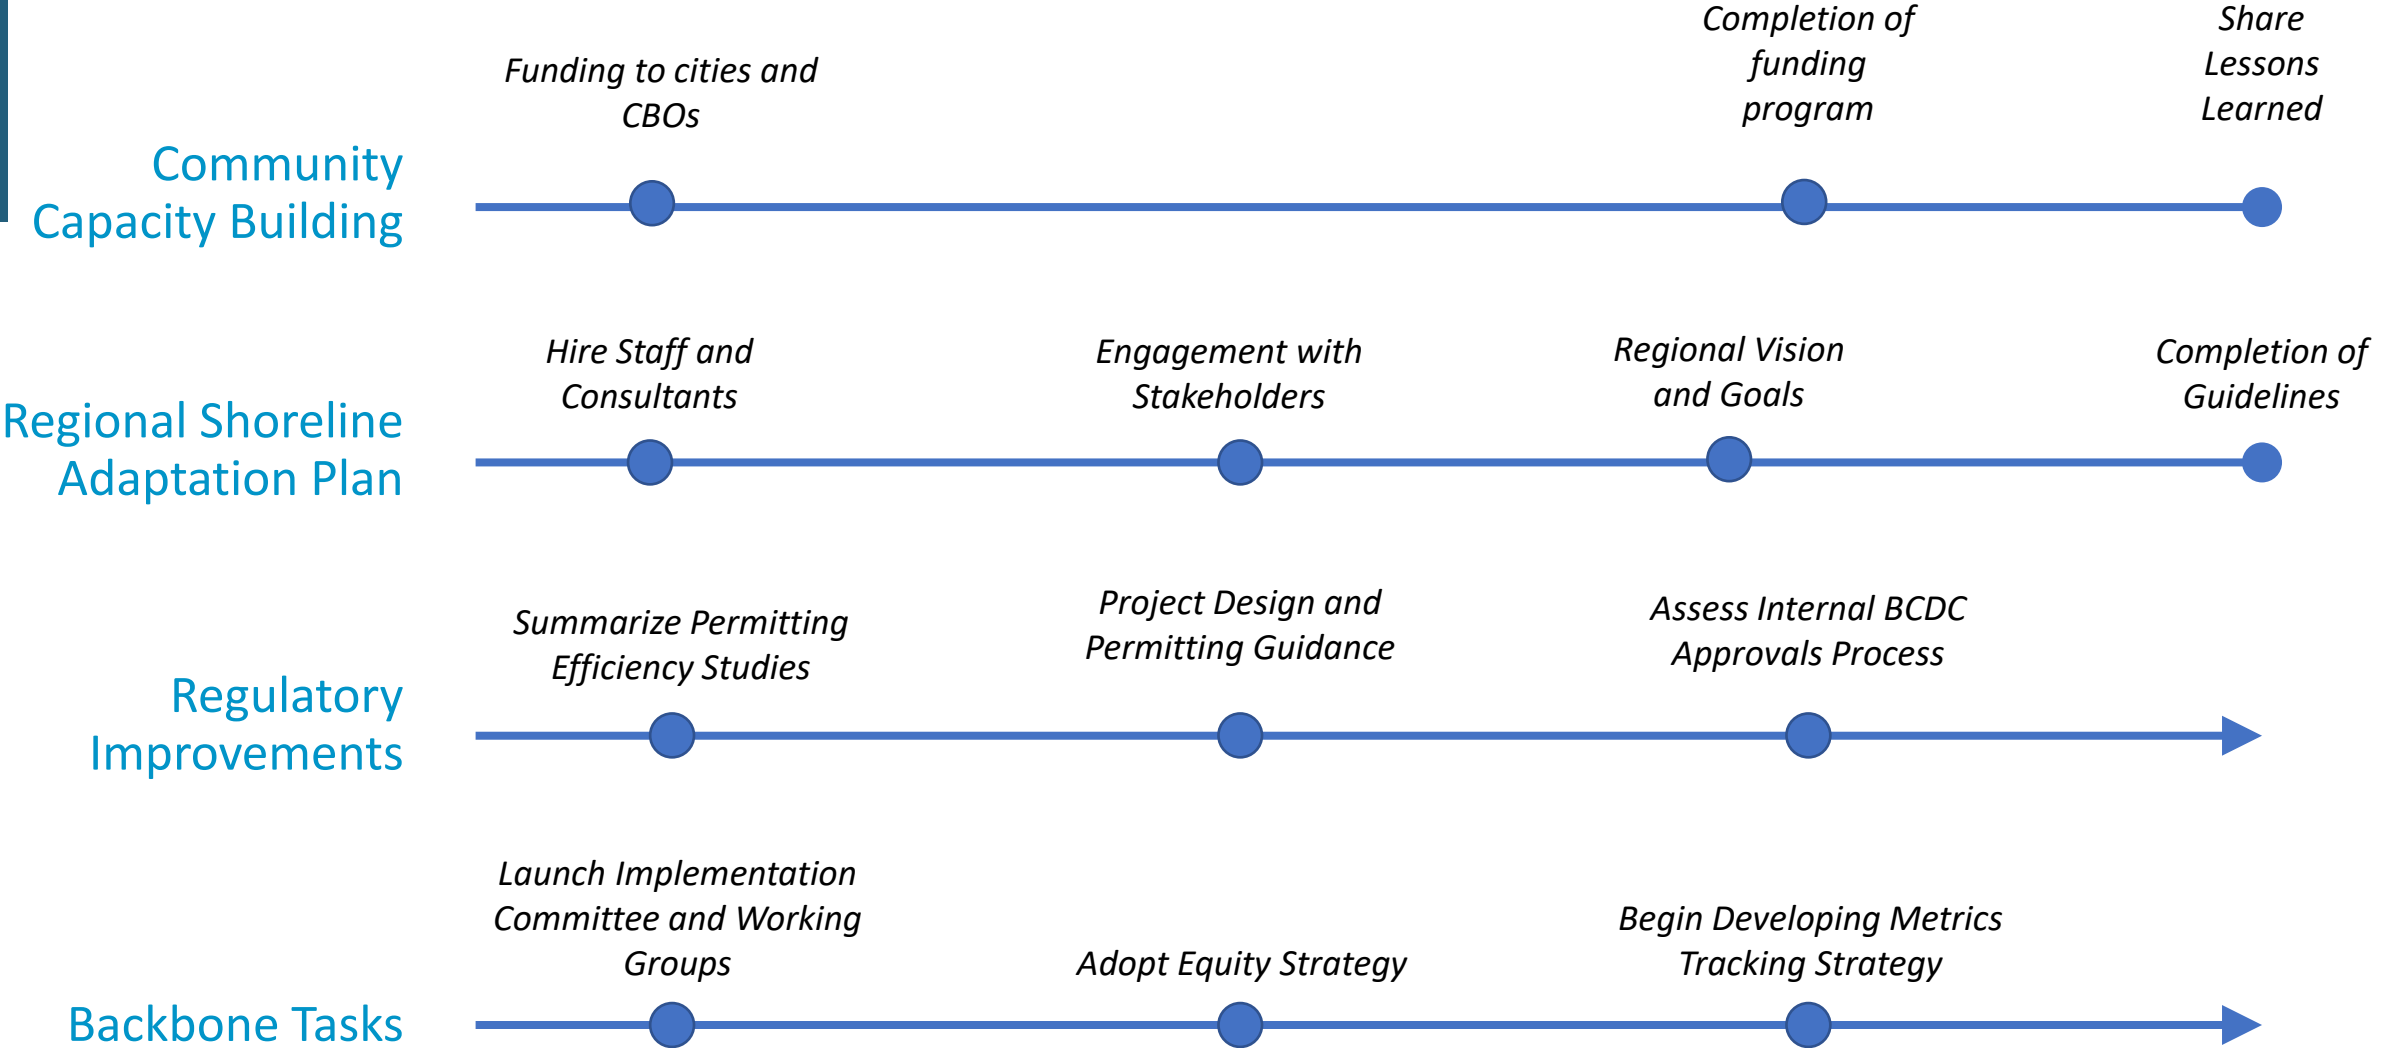 Community
Capacity Building
Funding to cities and
CBOs
Completion of
funding
program
Share
Lessons
Learned
Regional Shoreline
Adaptation Plan
Hire Staff and
Consultants
Engagement with
Stakeholders
Regional Vision
and Goals
Completion of
Guidelines
Regulatory
Improvements
Summarize Permitting
Efficiency Studies
Project Design and
Permitting Guidance
Assess Internal BCDC
Approvals Process
Backbone Tasks
Launch Implementation
Committee and Working
Groups
Adopt Equity Strategy
Begin Developing Metrics
Tracking Strategy